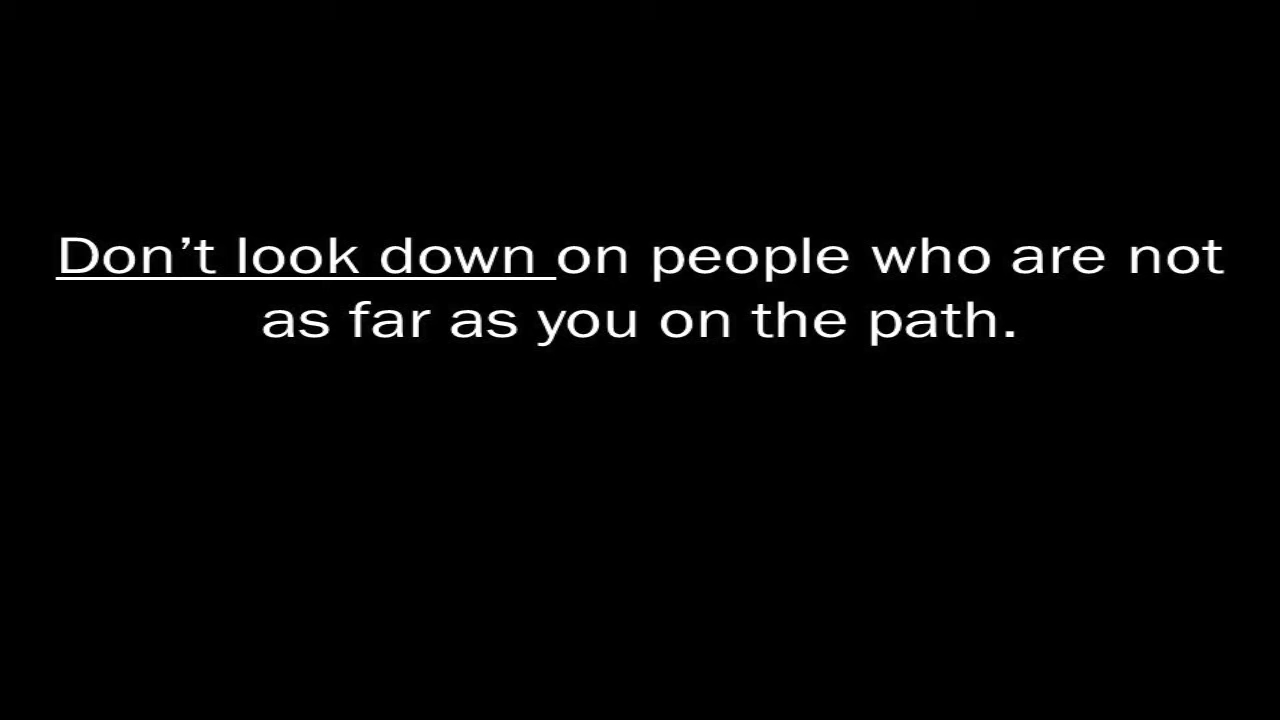 Don’t look down on people who are not
as far as you on the path.